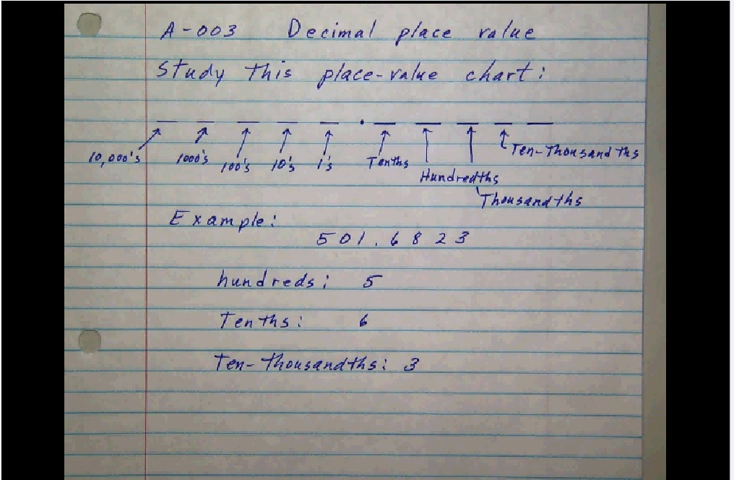 A-003 Decimal place value
Study this place-value chart:
_ _ _ _ _ . _ _ _ _ _
10,000's 1000's 100's 10's 1's Tenths Ten-Thousandths
Hundredths
Thousandths
Example:
501.6823
hundreds: 5
Tenths: 6
Ten-Thousandths: 3